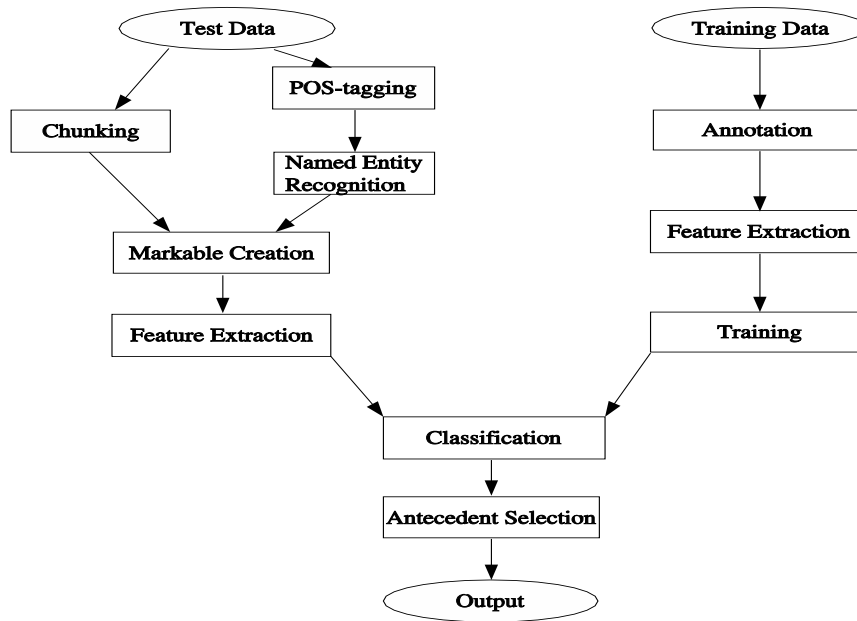 Test Data
Training Data
POS-tagging
Chunking
Annotation
Named Entity
Recognition
Markable Creation
Feature Extraction
Feature Extraction
Training
Classification
Antecedent Selection
Output